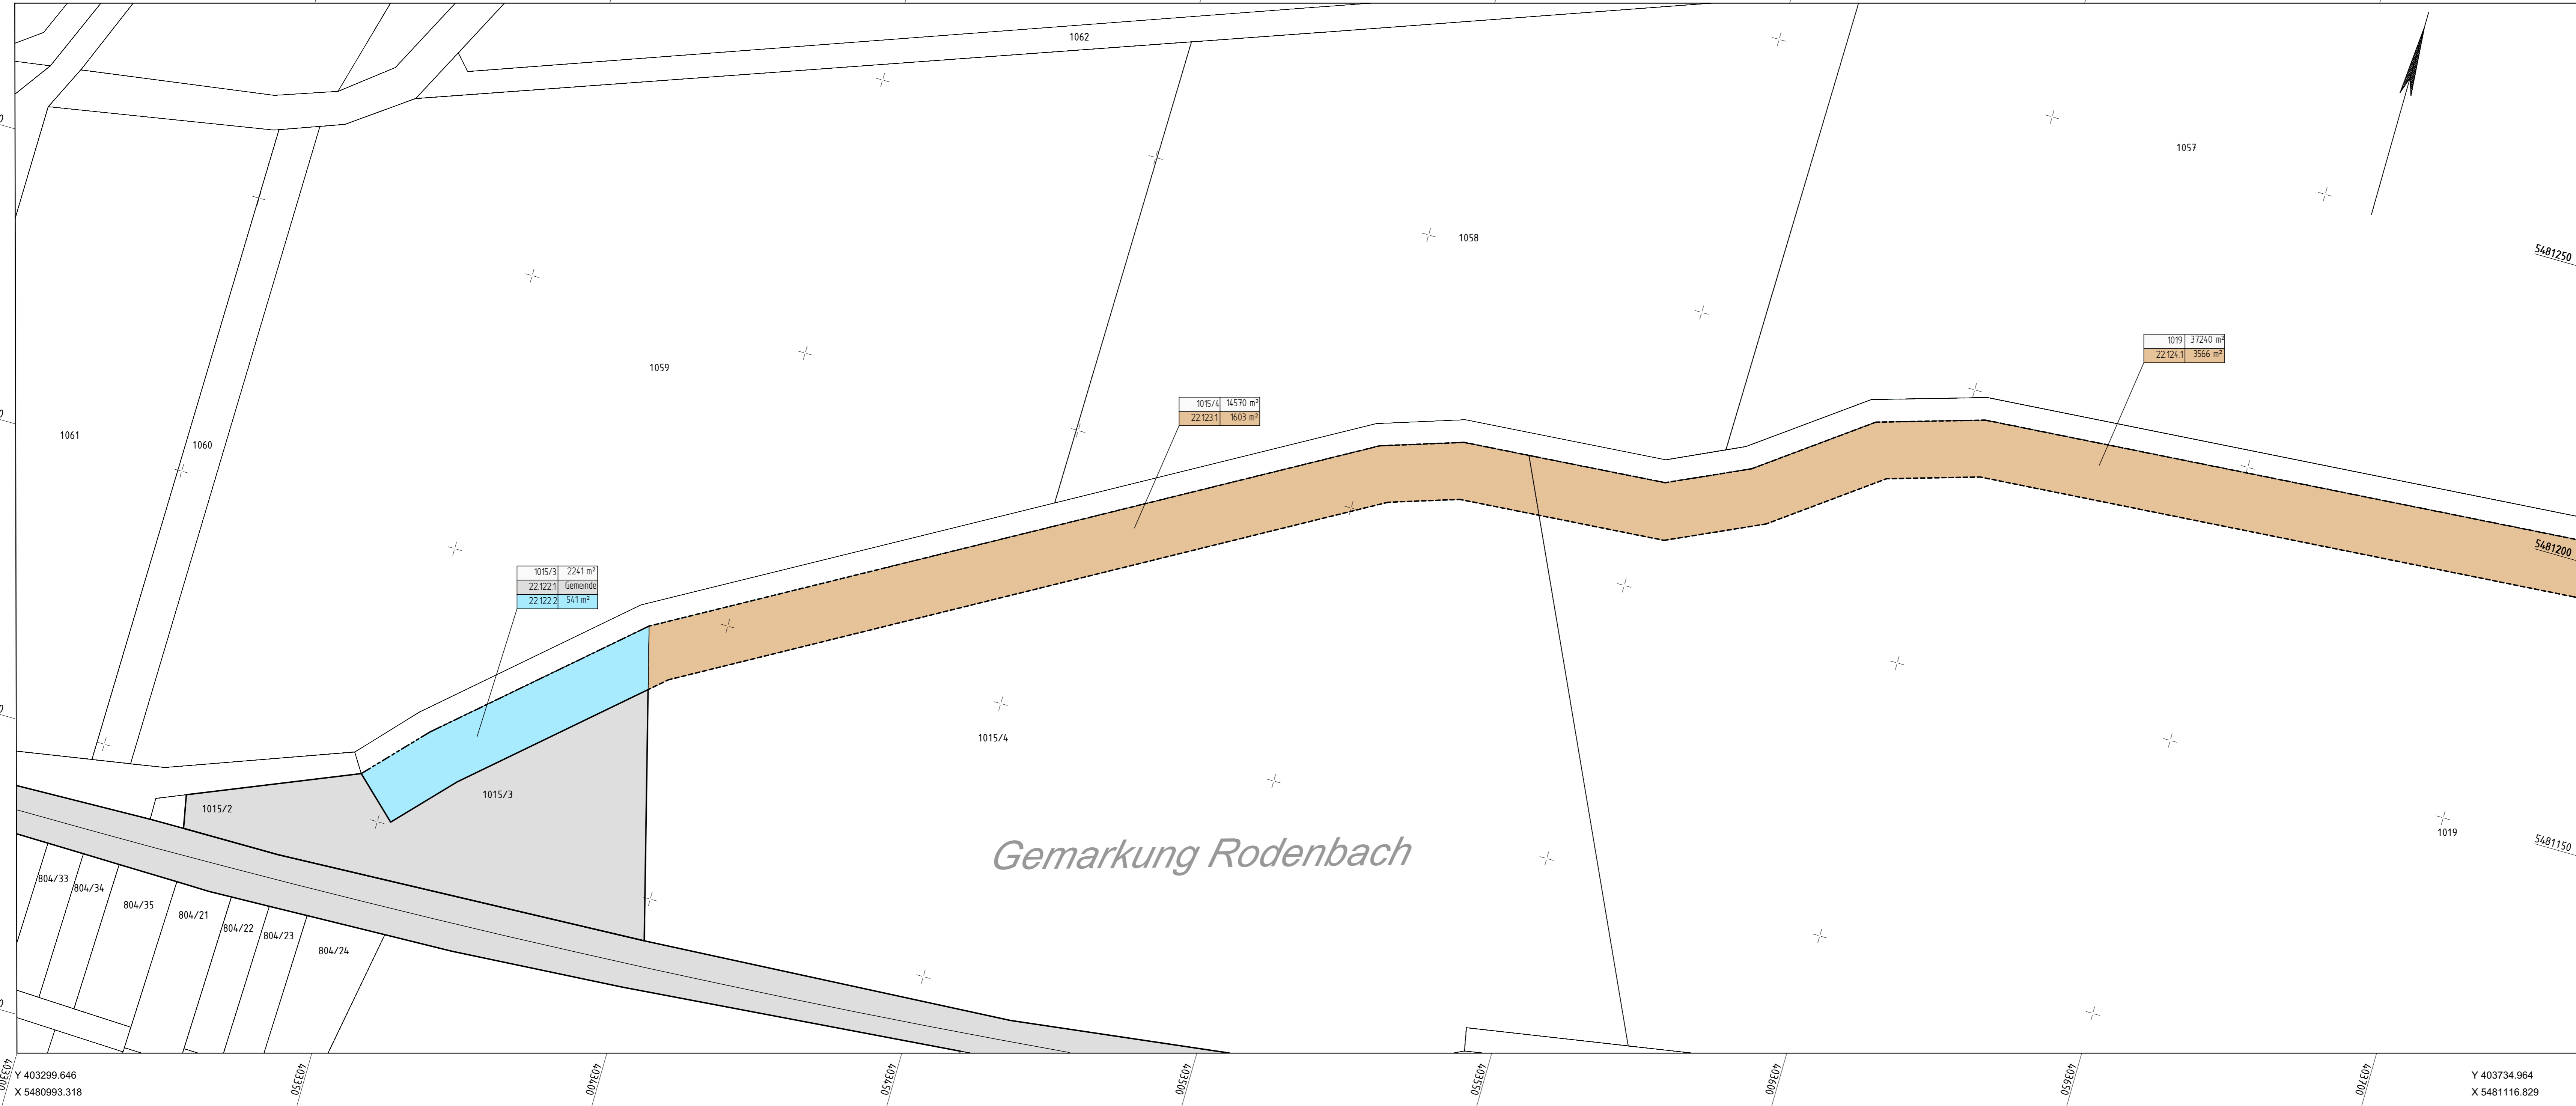 1062
1057
1058
5481250
1019 37240 m²
22.124.1 3566 m²
1059
1015/4 14570 m²
22.123.1 1603 m²
1061
1060
5481200
1015/3 2241 m²
22.122.1 Gemeinde
22.122.2 541 m²
1015/4
1015/3
1015/2
1019
5481150
Gemarkung Rodenbach
804/33
804/34
804/35
804/21
804/22
804/23
804/24
403300
403350
403400
403450
403500
403550
403600
403650
403700
Y 403299.646
X 5480993.318
Y 403734.964
X 5481116.829